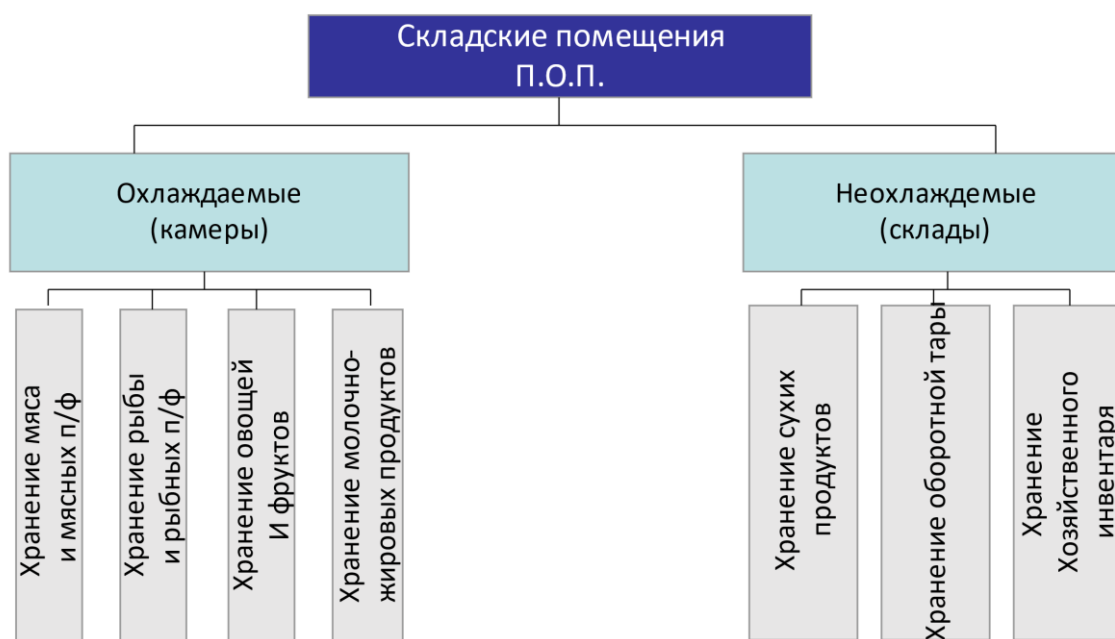 Складские помещения
П.О.П.
Охлаждаемые
(камеры)
Неохлаждемые
(склады)
Хранение мяса
и мясных п/ф
Хранение рыбы
и рыбных п/ф
Хранение овощей
И фруктов
Хранение молочно-
жировых продуктов
Хранение сухих
продуктов
Хранение оборотной тары
Хранение
Хозяйственного
инвентаря